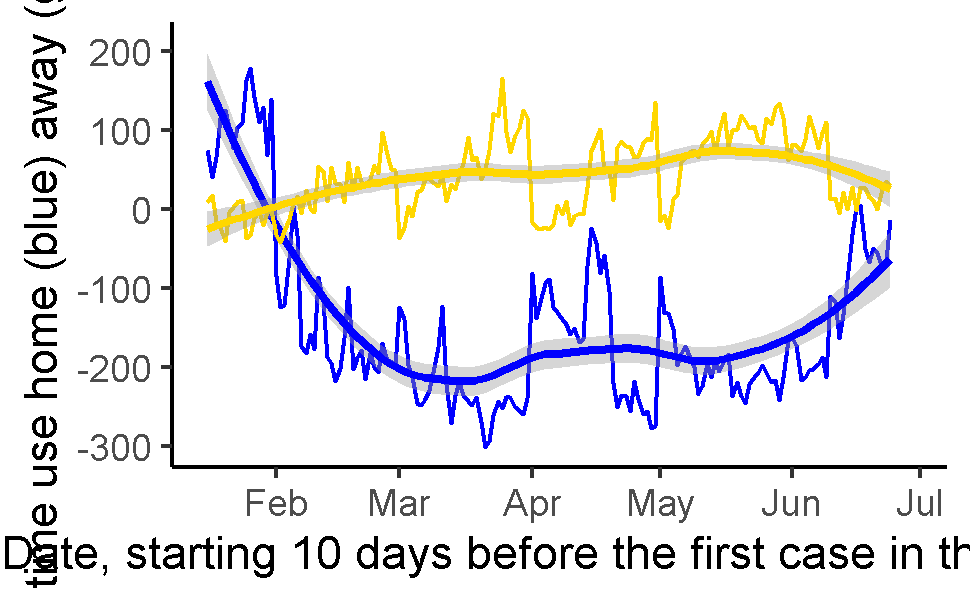 time use home (blue) away (
200
100
0
-100
-200
-300
Feb Mar Apr May Jun Jul
Date, starting 10 days before the first case in th